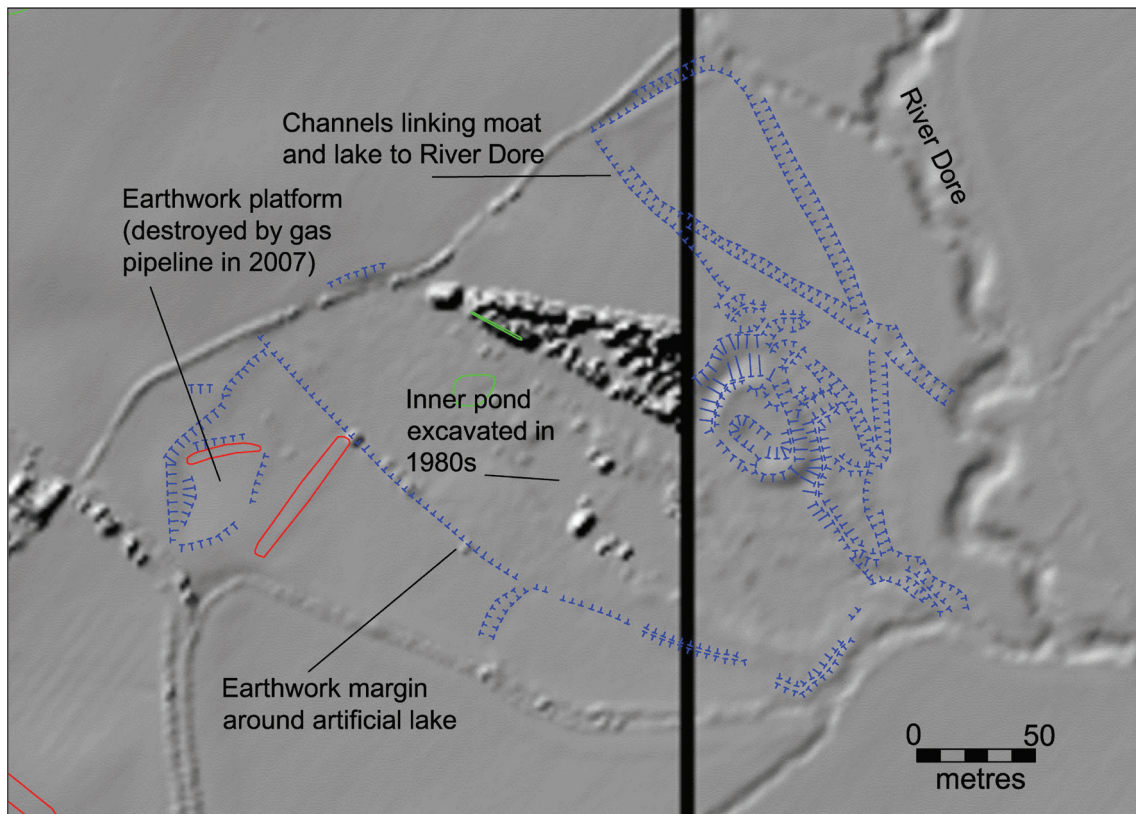 Channels linking moat
and lake to River Dore
River Dore
Earthwork platform
(destroyed by gas
pipeline in 2007)
Inner pond
excavated in
1980s
Earthwork margin
around artificial lake
0 50
metres